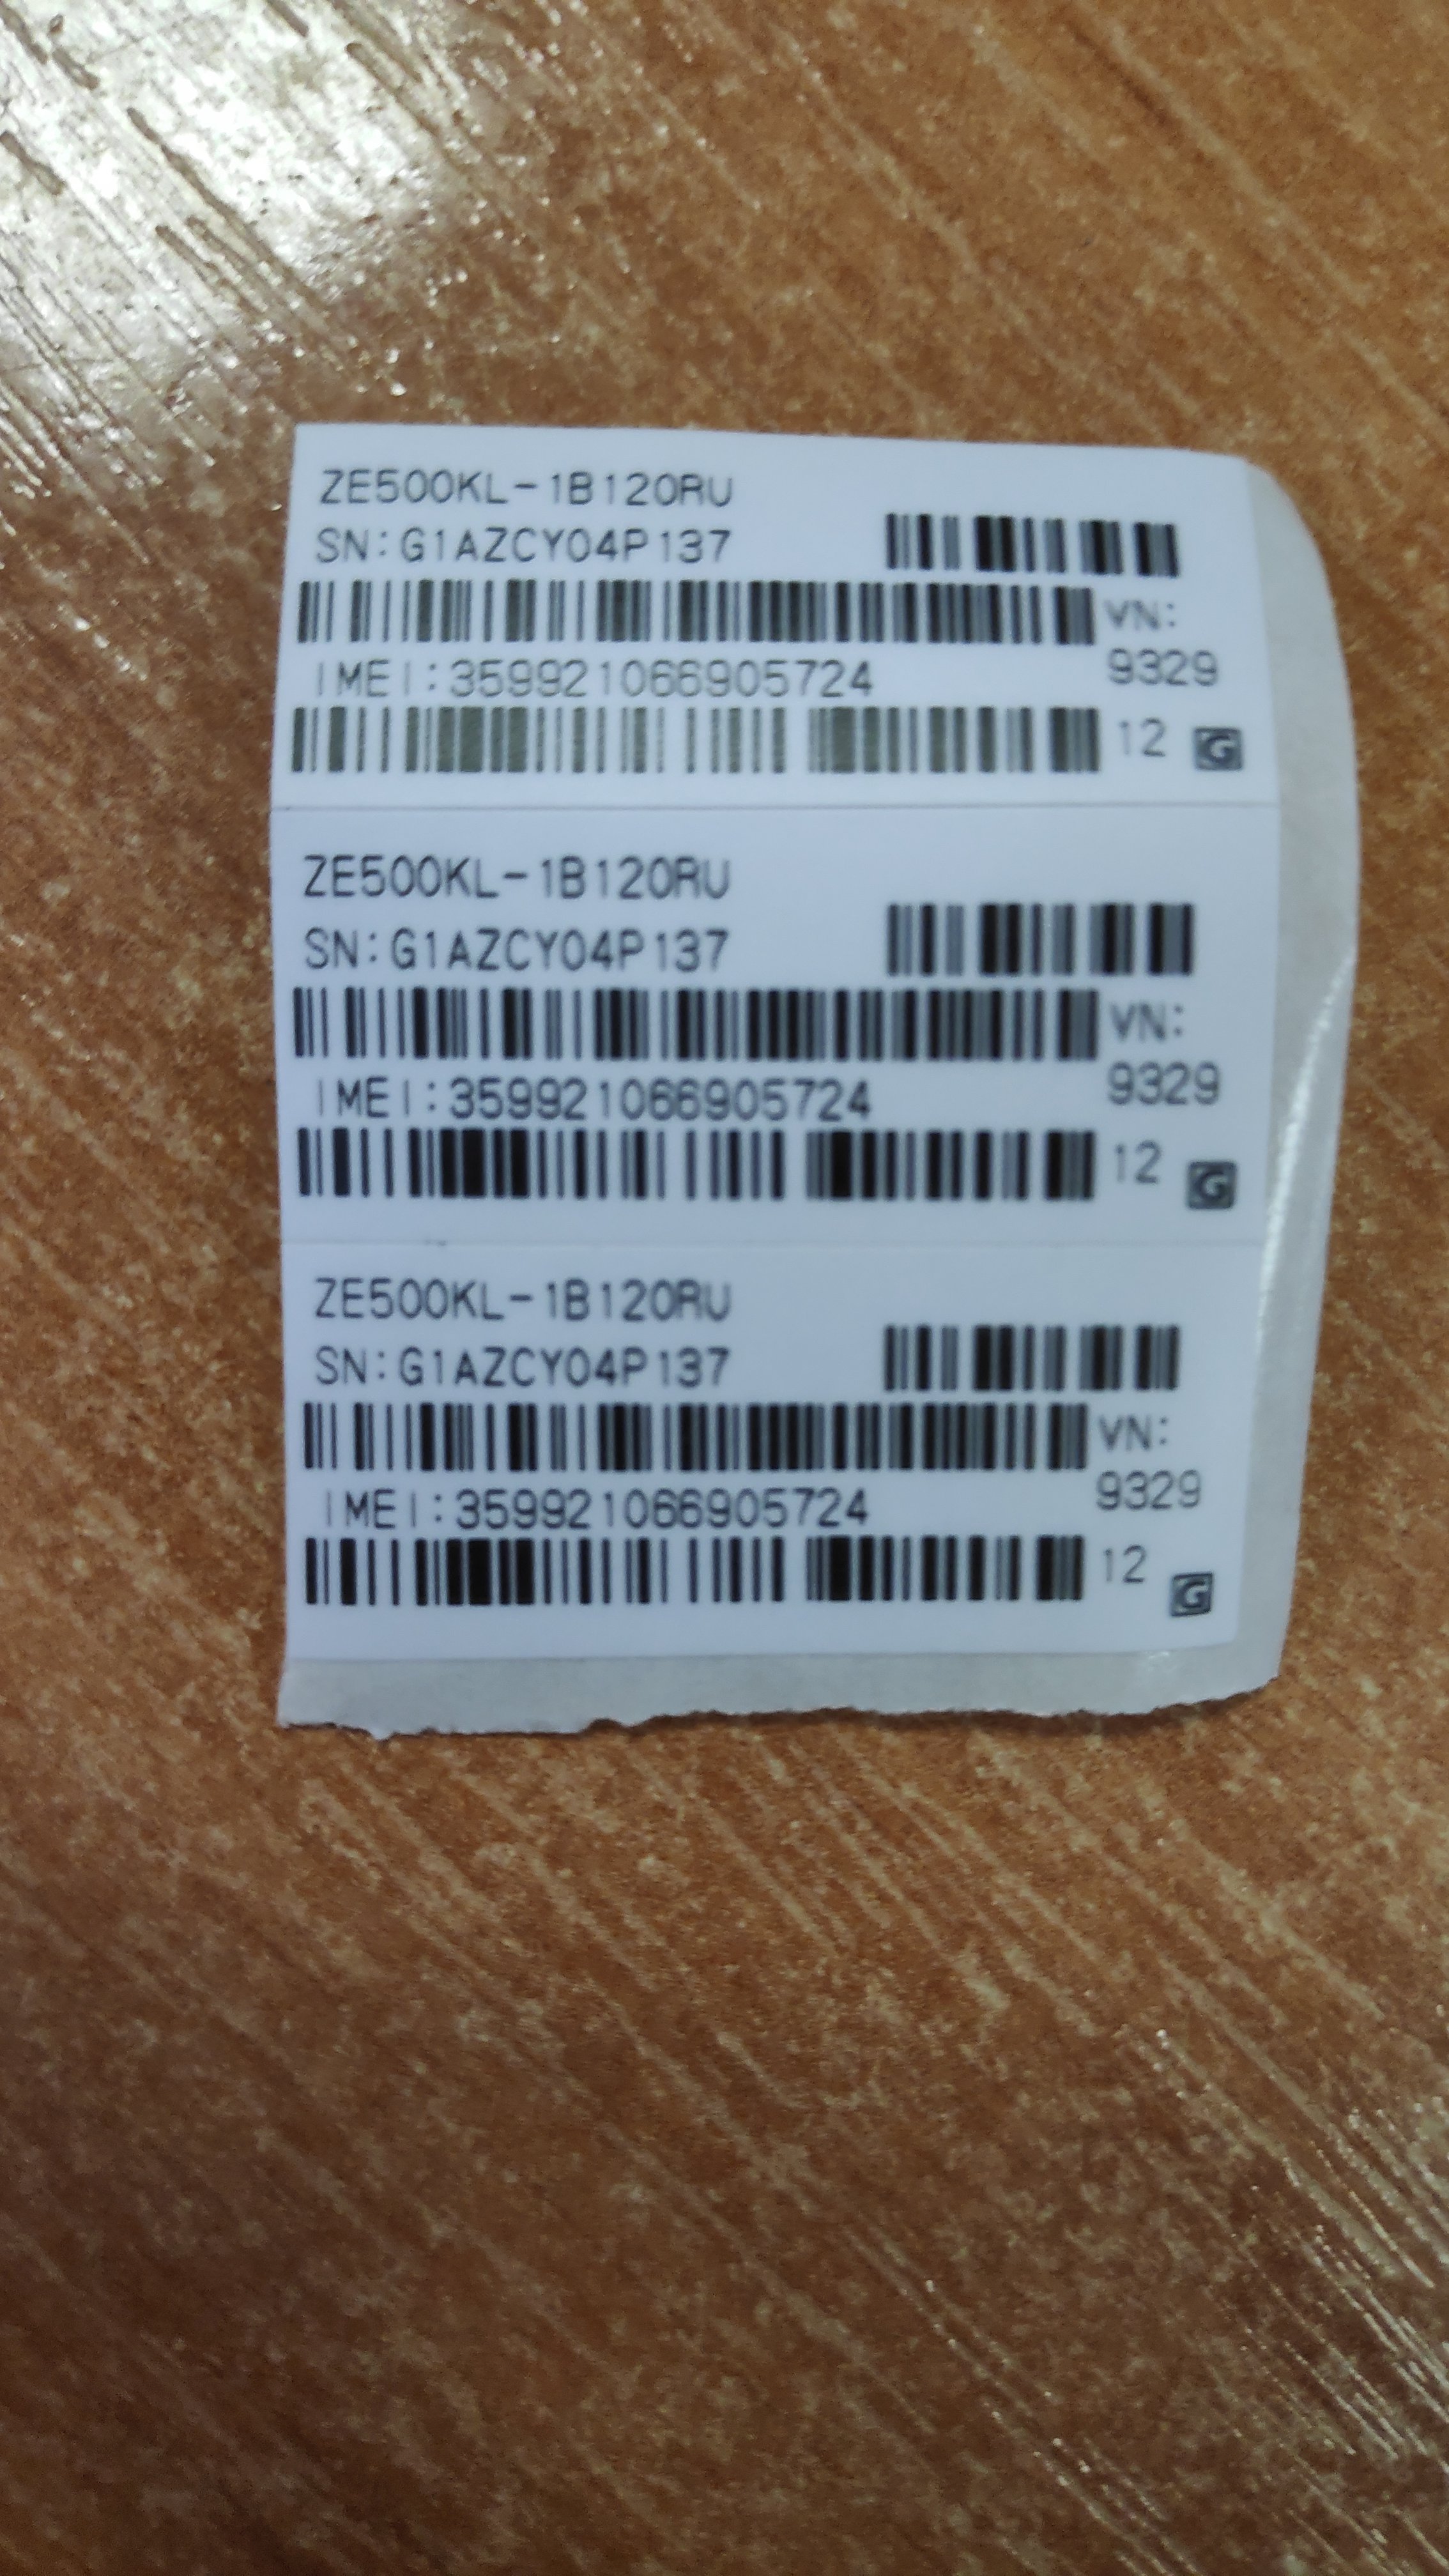 ZE500KL-1B120RU
SN:G1AZCY04P137
VN:
IMEI:359921066905724
9329
12 G
ZE500KL-1B120RU
SN:G1AZCY04P137
VN:
IMEI:359921066905724
9329
12 G
ZE500KL-1B120RU
SN:G1AZCY04P137
VN:
IMEI:359921066905724
9329
12 G